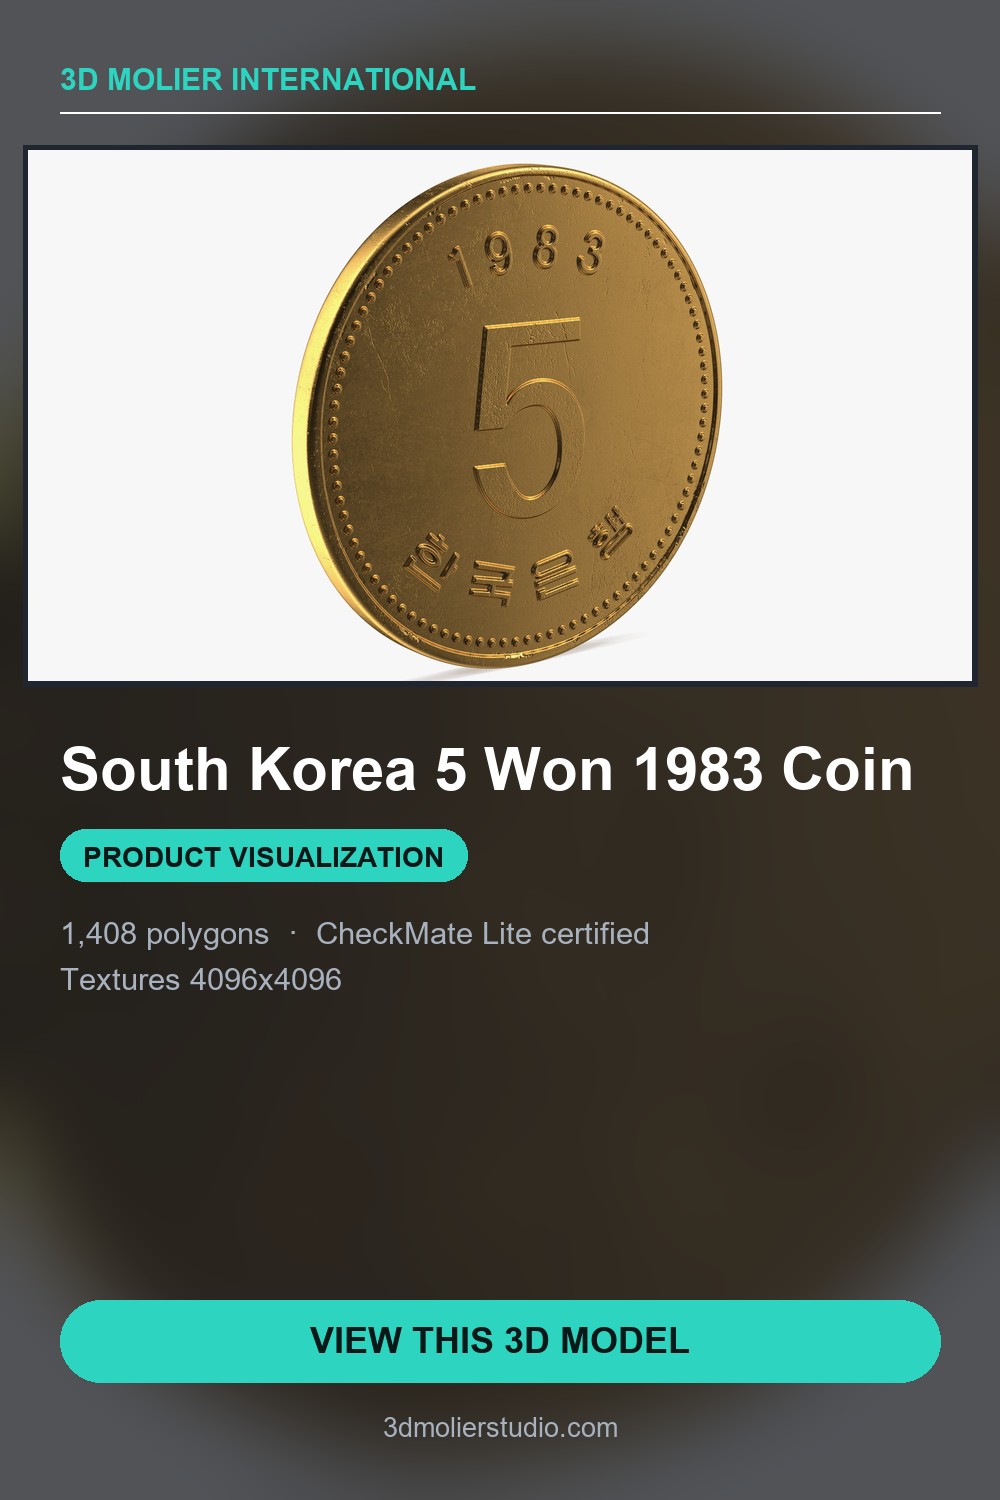 3D MOLIER INTERNATIONAL
1983
5
한국은행
South Korea 5 Won 1983 Coin
PRODUCT VISUALIZATION
1,408 polygons · CheckMate Lite certified
Textures 4096x4096
VIEW THIS 3D MODEL
3dmolierstudio.com